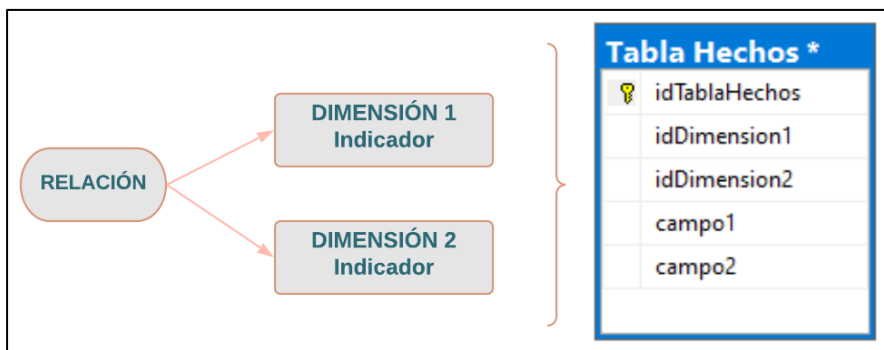 RELACIÓN
DIMENSIÓN 1
Indicador
DIMENSIÓN 2
Indicador
Tabla Hechos *
idTablaHechos
idDimension1
idDimension2
campo1
campo2